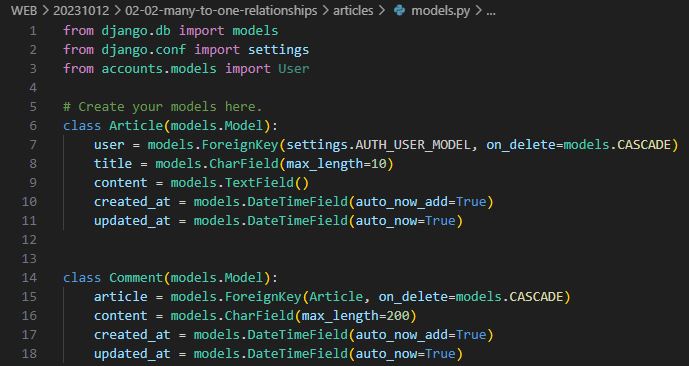 WEB > 20231012 > 02-02-many-to-one-relationships > articles > models.py > ...
1 from django.db import models
2 from django.conf import settings
3 from accounts.models import User
4
5 # Create your models here.
6 class Article(models.Model):
7     user = models.ForeignKey(settings.AUTH_USER_MODEL, on_delete=models.CASCADE)
8     title = models.CharField(max_length=10)
9     content = models.TextField()
10     created_at = models.DateTimeField(auto_now_add=True)
11     updated_at = models.DateTimeField(auto_now=True)
12
13
14 class Comment(models.Model):
15     article = models.ForeignKey(Article, on_delete=models.CASCADE)
16     content = models.CharField(max_length=200)
17     created_at = models.DateTimeField(auto_now_add=True)
18     updated_at = models.DateTimeField(auto_now=True)